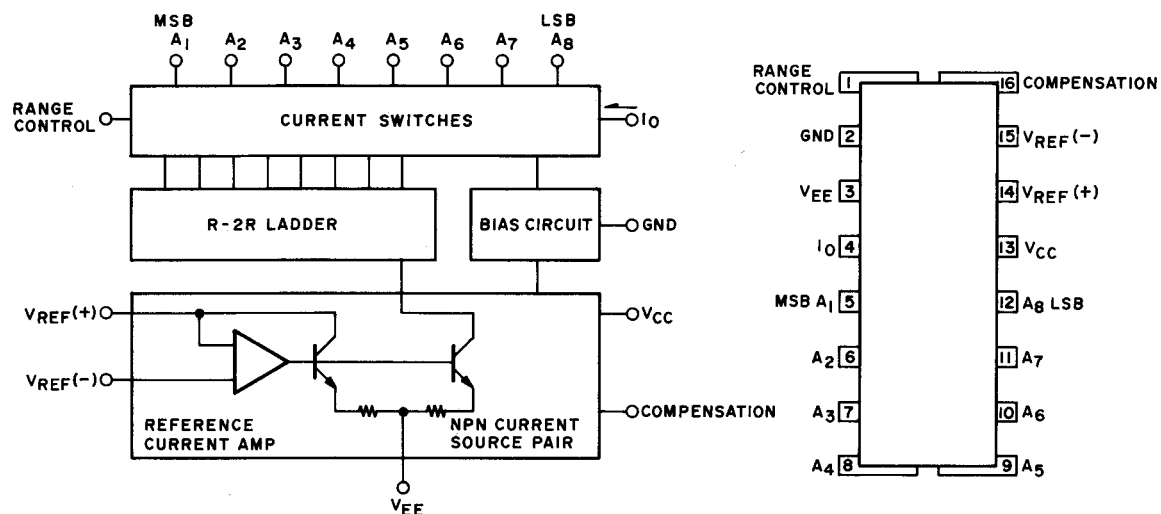 MSB LSB
A1 A2 A3 A4 A5 A6 A7 A8
RANGE
CONTROL
CURRENT SWITCHES
IO
R-2R LADDER
BIAS CIRCUIT
GND
VREF(+)
VCC
VREF(-)
COMPENSATION
REFERENCE
CURRENT AMP
NPN CURRENT
SOURCE PAIR
VEE
RANGE
CONTROL 1
16 COMPENSATION
GND 2
15 VREF(-)
VEE 3
14 VREF(+)
IO 4
13 VCC
MSB A1 5
12 A8 LSB
A2 6
11 A7
A3 7
10 A6
A4 8
9 A5